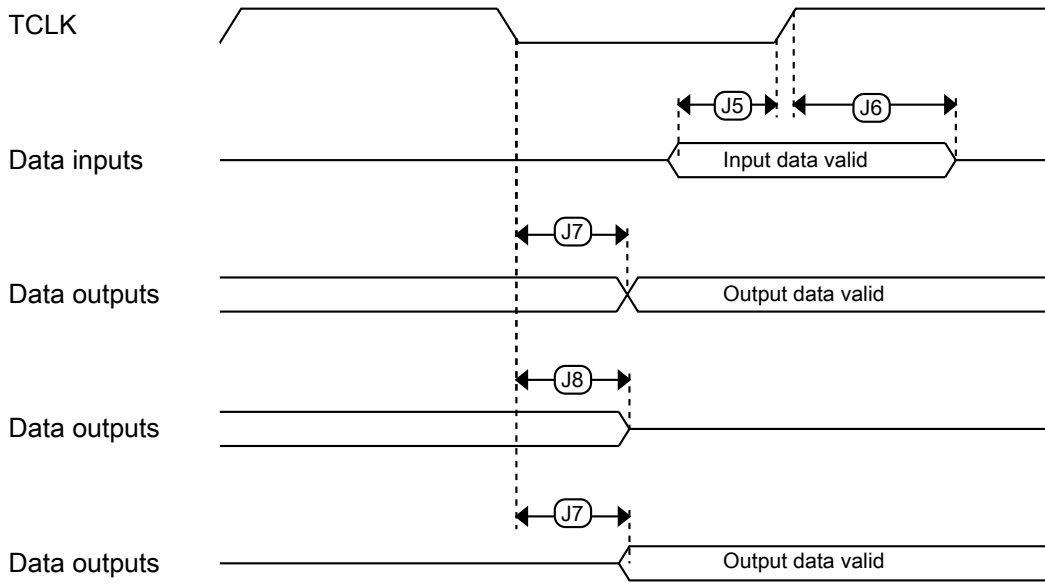 TCLK
J5
J6
Data inputs
Input data valid
J7
Data outputs
Output data valid
J8
Data outputs
J7
Data outputs
Output data valid